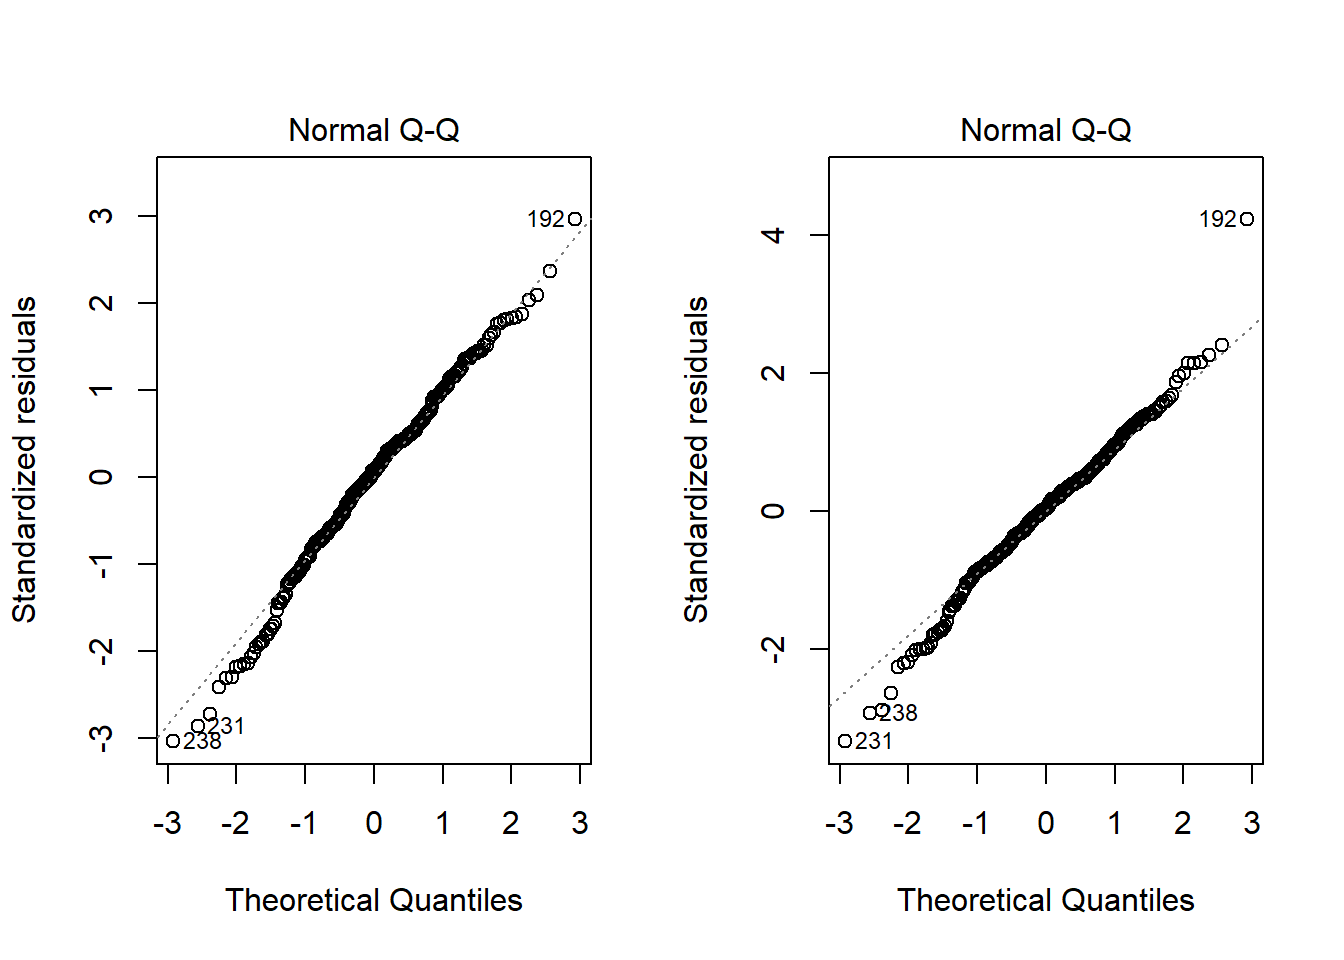 Normal Q-Q
Standardized residuals
3
2
1
0
-1
-2
-3
192
231
238
-3 -2 -1 0 1 2 3
Theoretical Quantiles
Normal Q-Q
Standardized residuals
4
2
0
-2
192
238
231
-3 -2 -1 0 1 2 3
Theoretical Quantiles